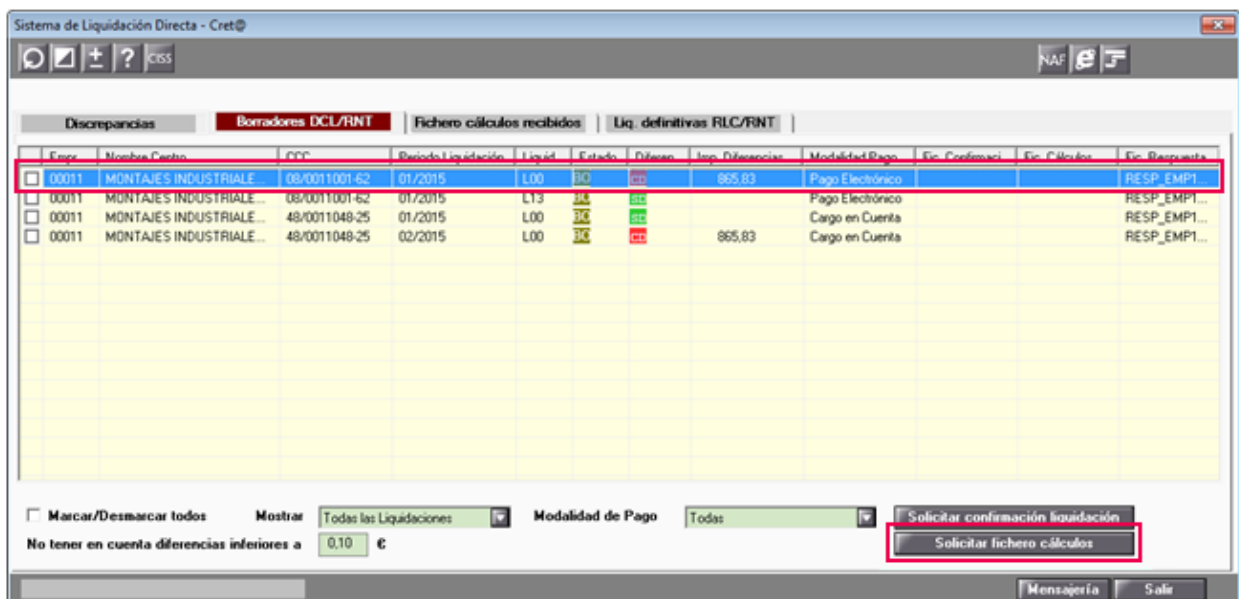 Sistema de Liquidación Directa - Cret@
± ? CISS NAF
Discrepancias Borradores DCL/RNT Fichero cálculos recibidos Liq. definitivas RLC/RNT
Empr. Nombre Centro CCC Periodo Liquidación Liquid. Estado Diferen. Imp. Diferencias Modalidad Pago Fic. Confirmaci... Fic. Cálculos Fic. Respuesta
00011 MONTAJES INDUSTRIALE... 08/0011001-62 01/2015 L00 BO CD 865,83 Pago Electrónico RESP_EMP1...
00011 MONTAJES INDUSTRIALE... 08/0011001-62 01/2015 L13 BO SD Pago Electrónico RESP_EMP1...
00011 MONTAJES INDUSTRIALE... 48/0011048-25 01/2015 L00 BO SD Cargo en Cuenta RESP_EMP1...
00011 MONTAJES INDUSTRIALE... 48/0011048-25 02/2015 L00 BO CD 865,83 Cargo en Cuenta RESP_EMP1...
Marcar/Desmarcar todos Mostrar Todas las Liquidaciones Modalidad de Pago Todas Solicitar confirmación liquidación
No tener en cuenta diferencias inferiores a 0,10 € Solicitar fichero cálculos
Mensajería Salir